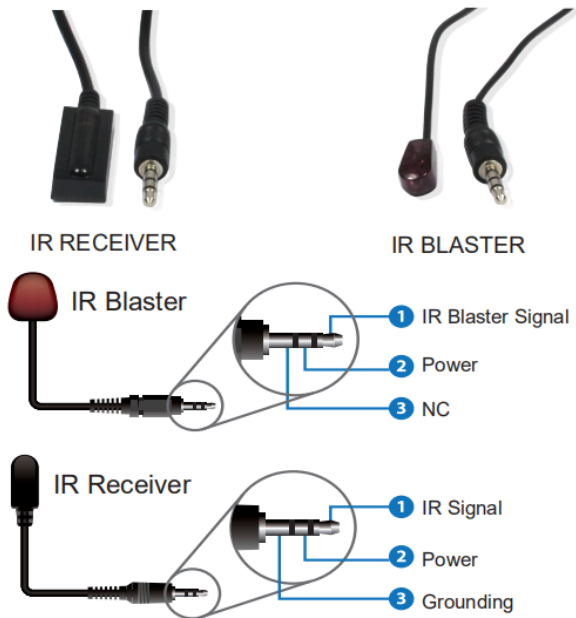 IR RECEIVER
IR BLASTER
IR Blaster
1 IR Blaster Signal
2 Power
3 NC
IR Receiver
1 IR Signal
2 Power
3 Grounding